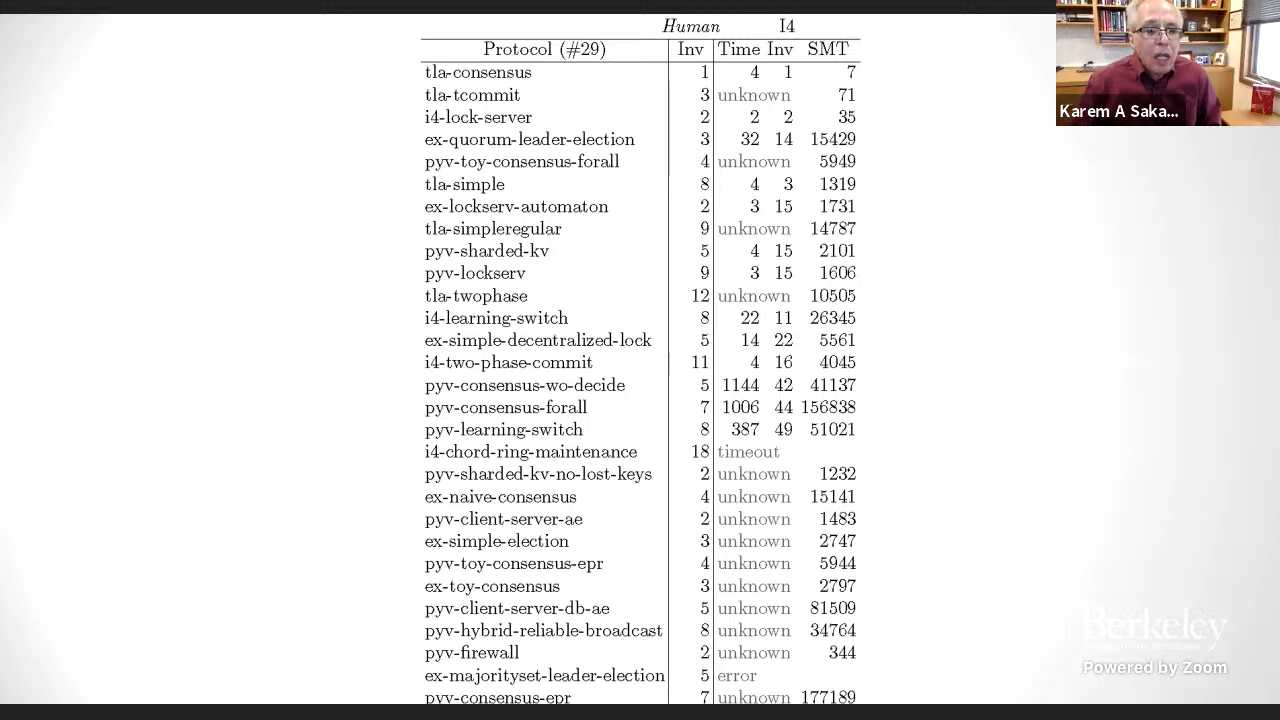 Human I4
Protocol (#29) Inv Time Inv SMT
tla-consensus 1 4 1 7
tla-tcommit 3 unknown 71
i4-lock-server 2 2 2 35
ex-quorum-leader-election 3 32 14 15429
pyv-toy-consensus-forall 4 unknown 5949
tla-simple 8 4 3 1319
ex-lockserv-automaton 2 3 15 1731
tla-simpleregular 9 unknown 14787
pyv-sharded-kv 5 4 15 2101
pyv-lockserv 9 3 15 1606
tla-twophase 12 unknown 10505
i4-learning-switch 8 22 11 26345
ex-simple-decentralized-lock 5 14 22 5561
i4-two-phase-commit 11 4 16 4045
pyv-consensus-wo-decide 5 1144 42 41137
pyv-consensus-forall 7 1006 44 156838
pyv-learning-switch 8 387 49 51021
i4-chord-ring-maintenance 18 timeout
pyv-sharded-kv-no-lost-keys 2 unknown 1232
ex-naive-consensus 4 unknown 15141
pyv-client-server-ae 2 unknown 1483
ex-simple-election 3 unknown 2747
pyv-toy-consensus-epr 4 unknown 5944
ex-toy-consensus 3 unknown 2797
pyv-client-server-db-ae 5 unknown 81509
pyv-hybrid-reliable-broadcast 8 unknown 34764
pyv-firewall 2 unknown 344
ex-majorityset-leader-election 5 error
pyv-consensus-epr 7 unknown 177189
Karem A Saka...
Berkeley
Powered by Zoom